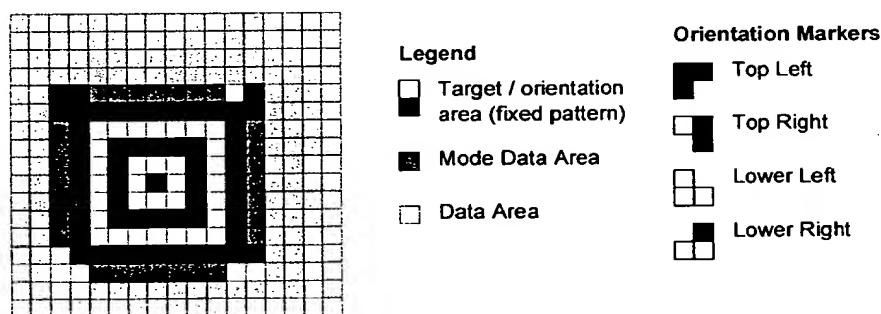 Legend
Target / orientation
area (fixed pattern)
Mode Data Area
Data Area
Orientation Markers
Top Left
Top Right
Lower Left
Lower Right